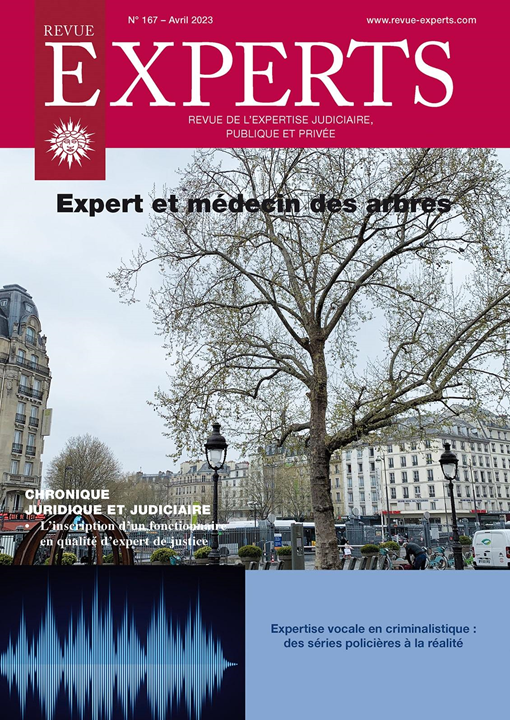 N° 167 – Avril 2023
www.revue-experts.com
REVUE
EXPERTS
REVUE DE L'EXPERTISE JUDICIAIRE,
PUBLIQUE ET PRIVÉE
Expert et médecin des arbres
CHRONIQUE
JURIDIQUE ET JUDICIAIRE
• L'inscription d'un fonctionnaire
en qualité d'expert de justice
Expertise vocale en criminalistique :
des séries policières à la réalité